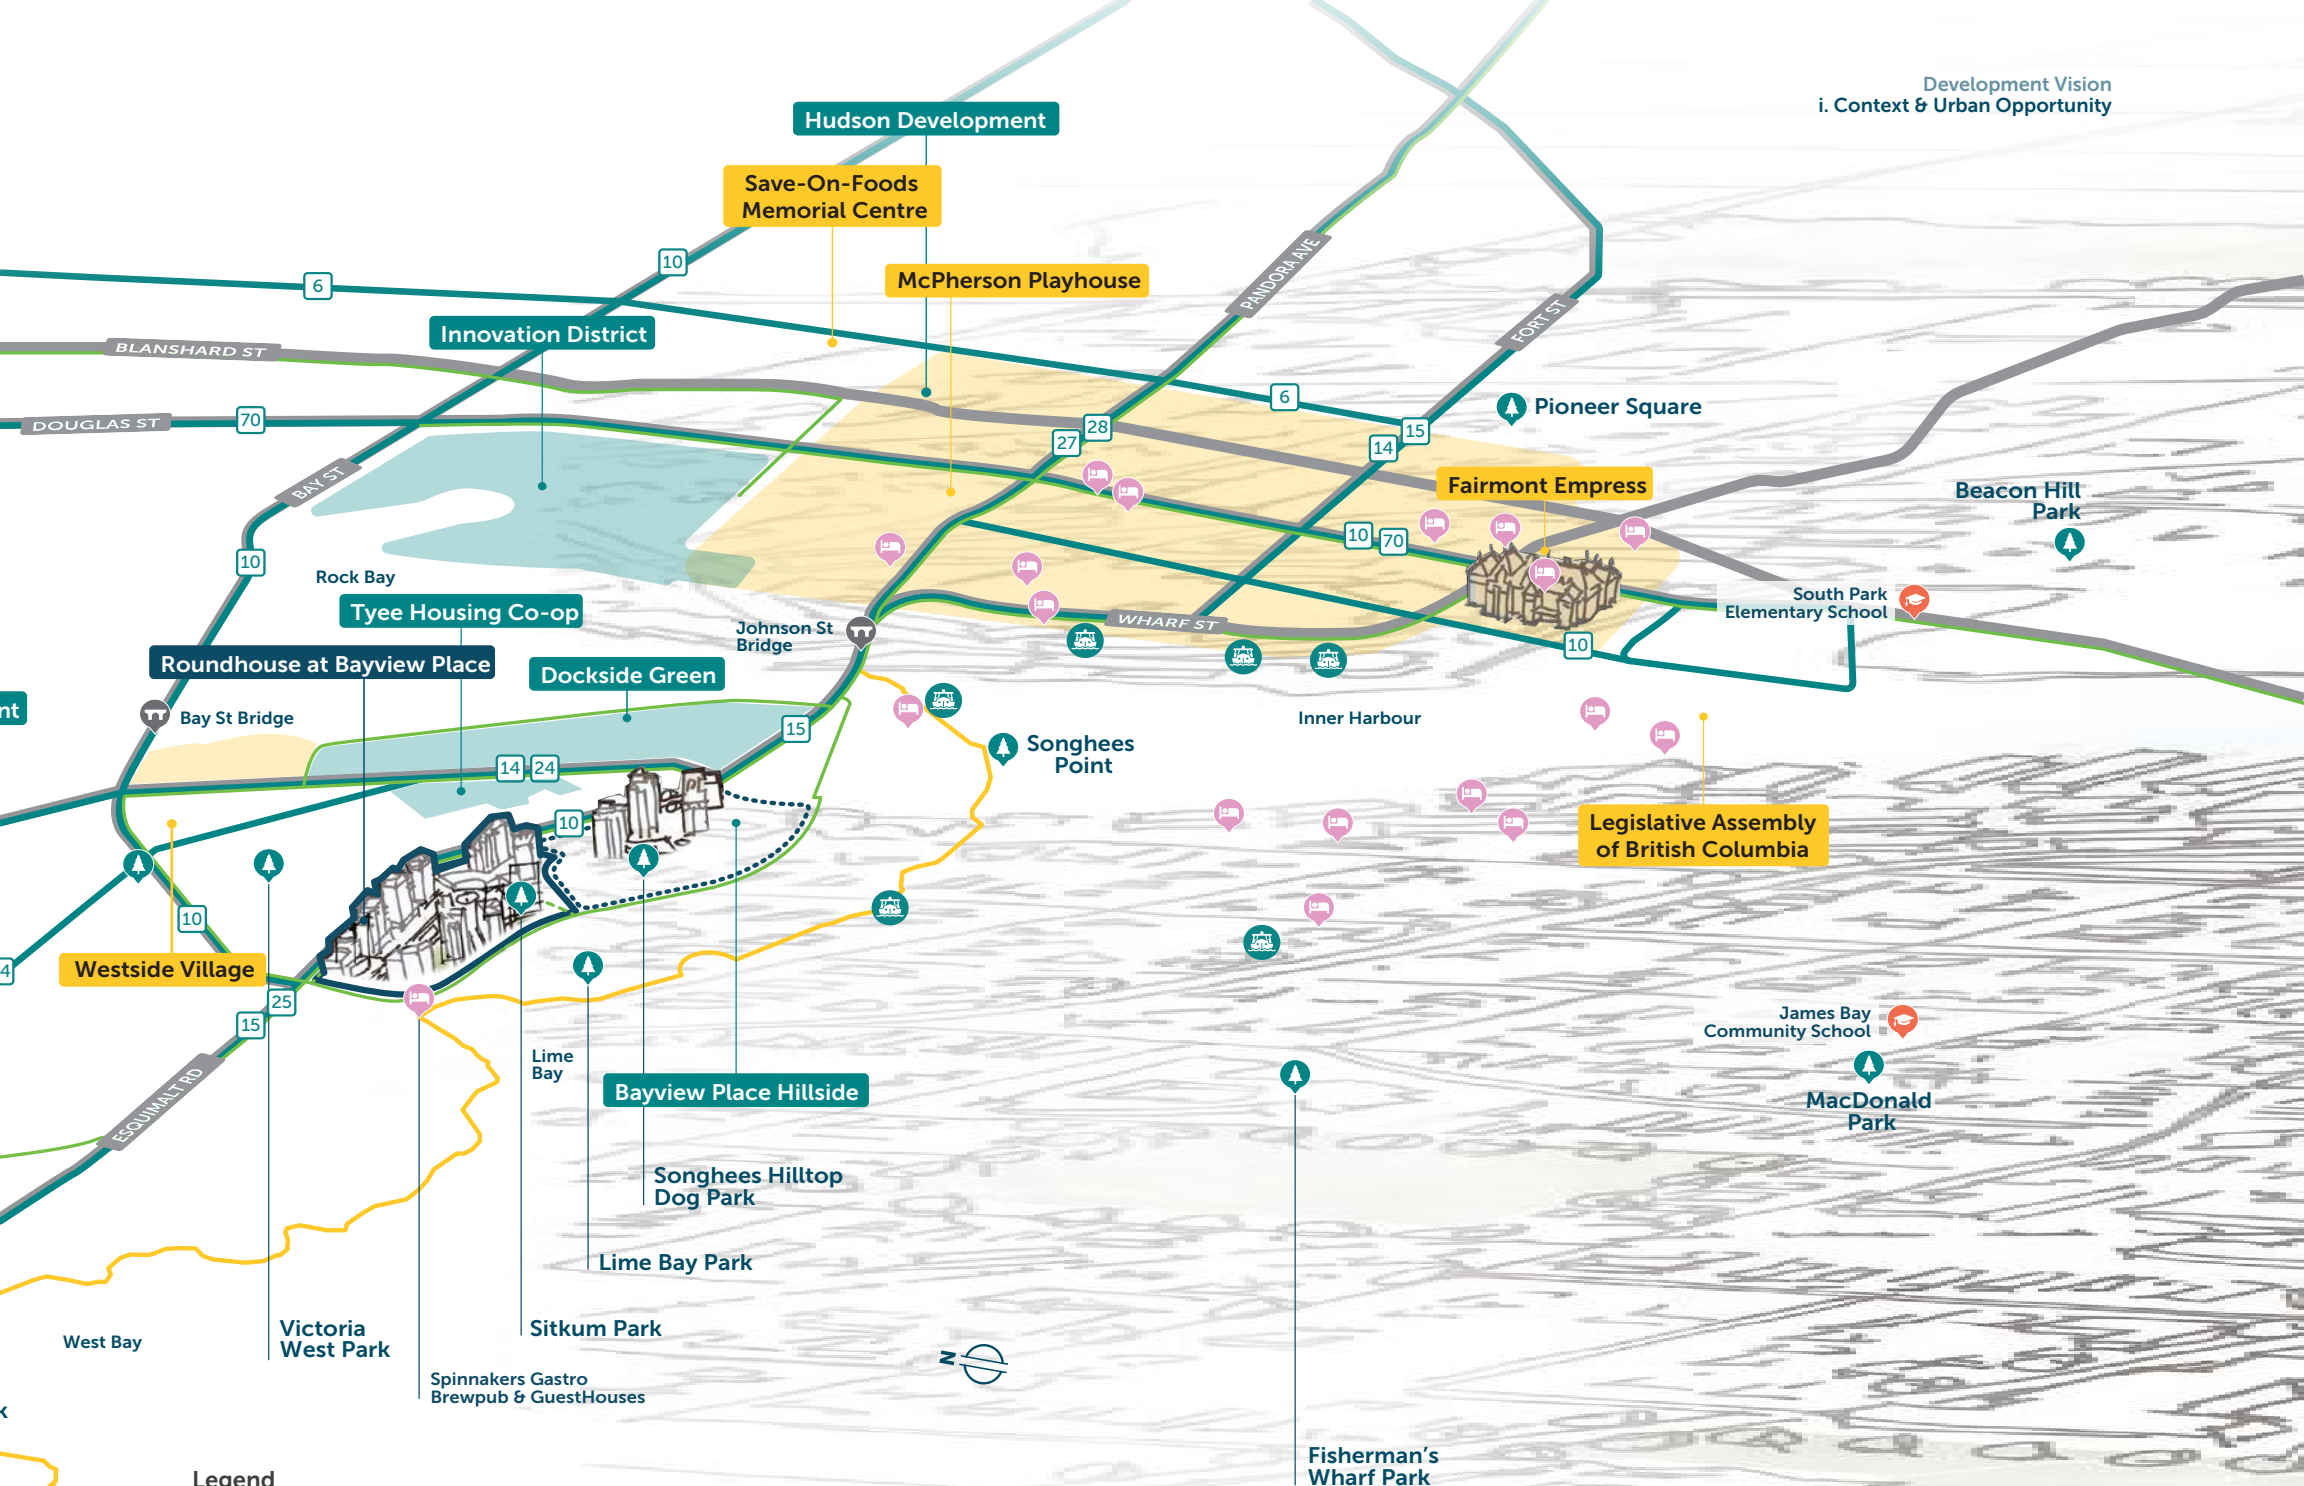 Development Vision
i. Context & Urban Opportunity
Hudson Development
Save-On-Foods
Memorial Centre
McPherson Playhouse
10
6
Innovation District
BLANSHARD ST
DOUGLAS ST
70
BAY ST
10
PANDORA AVE
FORT ST
6
28
27
15
14
Pioneer Square
Fairmont Empress
Beacon Hill
Park
10
70
Rock Bay
Tyee Housing Co-op
Johnson St
Bridge
WHARF ST
South Park
Elementary School
10
Roundhouse at Bayview Place
Dockside Green
nt
Bay St Bridge
15
Inner Harbour
Songhees
Point
14
24
10
Legislative Assembly
of British Columbia
10
Westside Village
4
25
15
ESQUIMALT RD
Lime
Bay
Bayview Place Hillside
James Bay
Community School
MacDonald
Park
Songhees Hilltop
Dog Park
Lime Bay Park
Sitkum Park
Victoria
West Park
West Bay
Spinnakers Gastro
Brewpub & GuestHouses
N
k
Fisherman's
Wharf Park
Legend